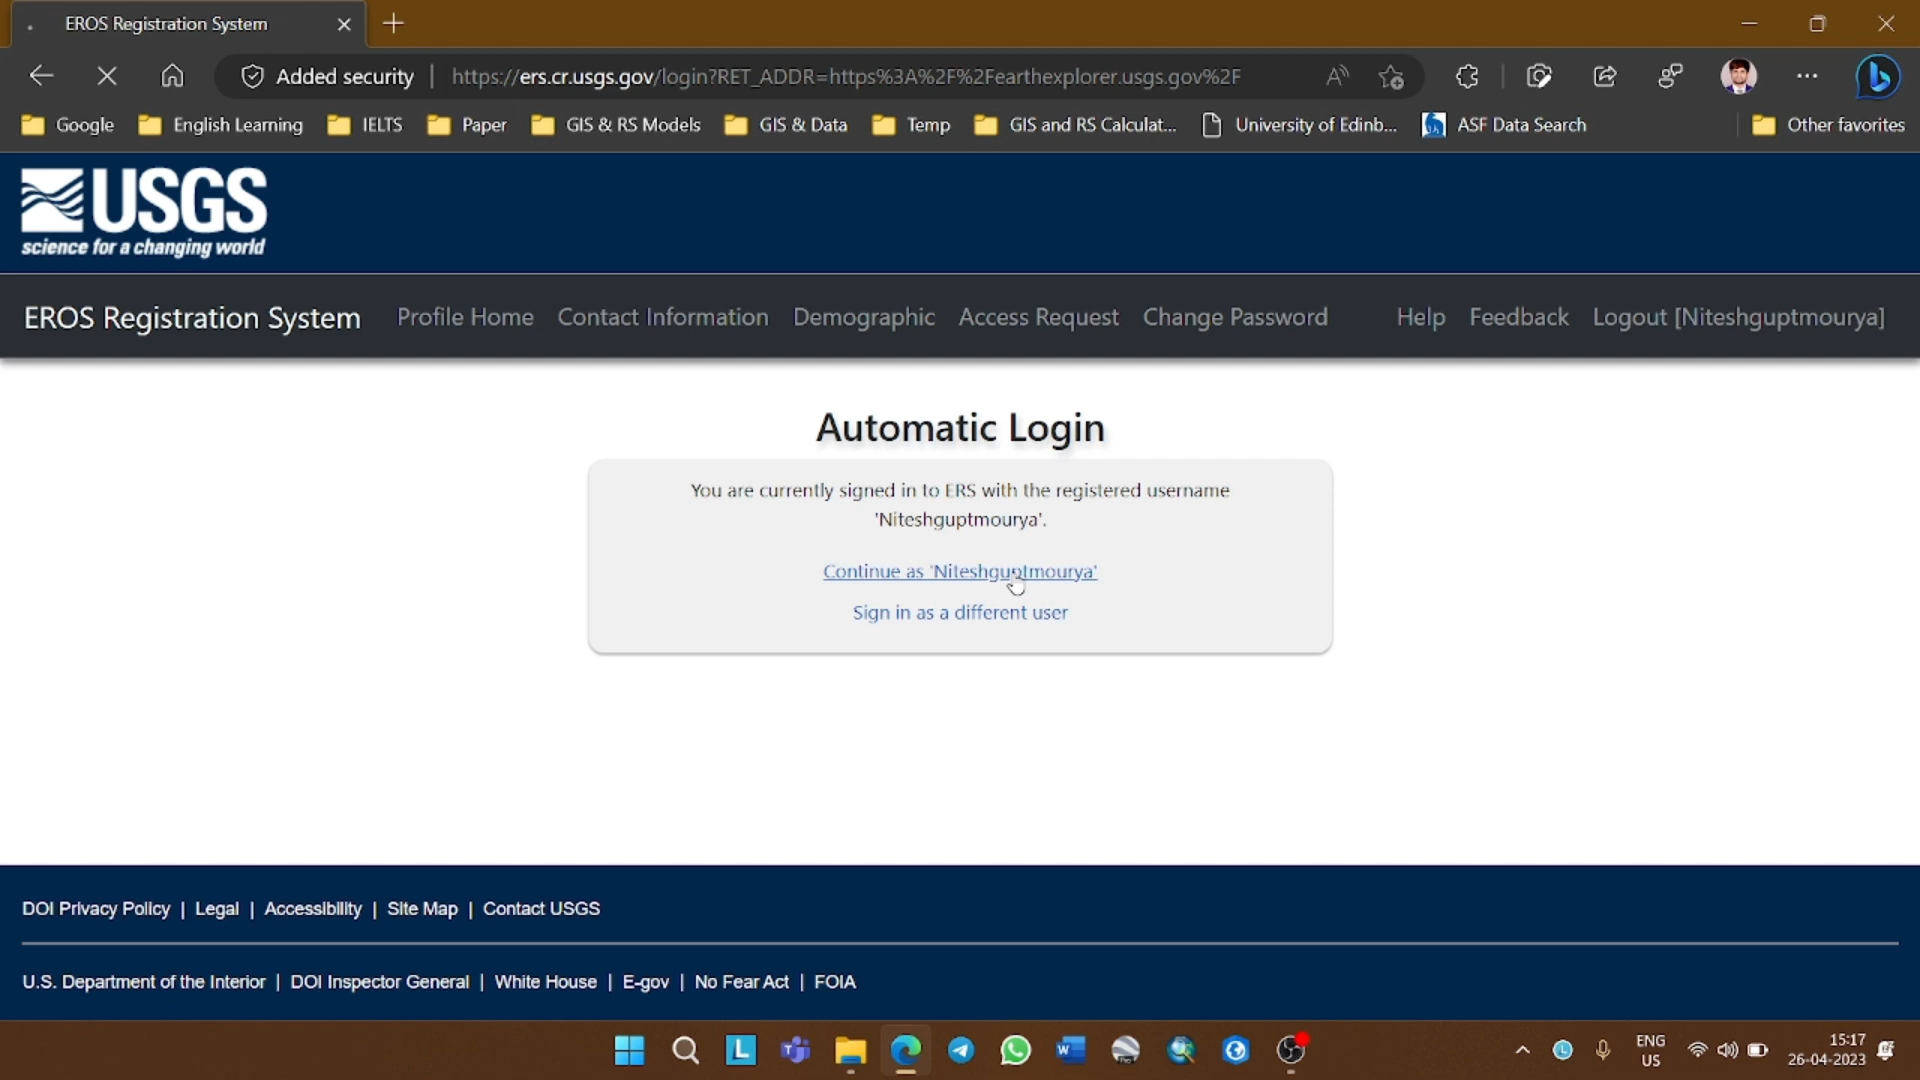 EROS Registration System
Added security
https://ers.cr.usgs.gov/login?RET_ADDR=https%3A%2F%2Fearthexplorer.usgs.gov%2F
Google
English Learning
IELTS
Paper
GIS & RS Models
GIS & Data
Temp
GIS and RS Calculat...
University of Edinb...
ASF Data Search
Other favorites
USGS
science for a changing world
EROS Registration System
Profile Home
Contact Information
Demographic
Access Request
Change Password
Help
Feedback
Logout [Niteshguptmourya]
Automatic Login
You are currently signed in to ERS with the registered username
'Niteshguptmourya'.
Continue as 'Niteshguptmourya'
Sign in as a different user
DOI Privacy Policy | Legal | Accessibility | Site Map | Contact USGS
U.S. Department of the Interior | DOI Inspector General | White House | E-gov | No Fear Act | FOIA
ENG
US
15:17
26-04-2023